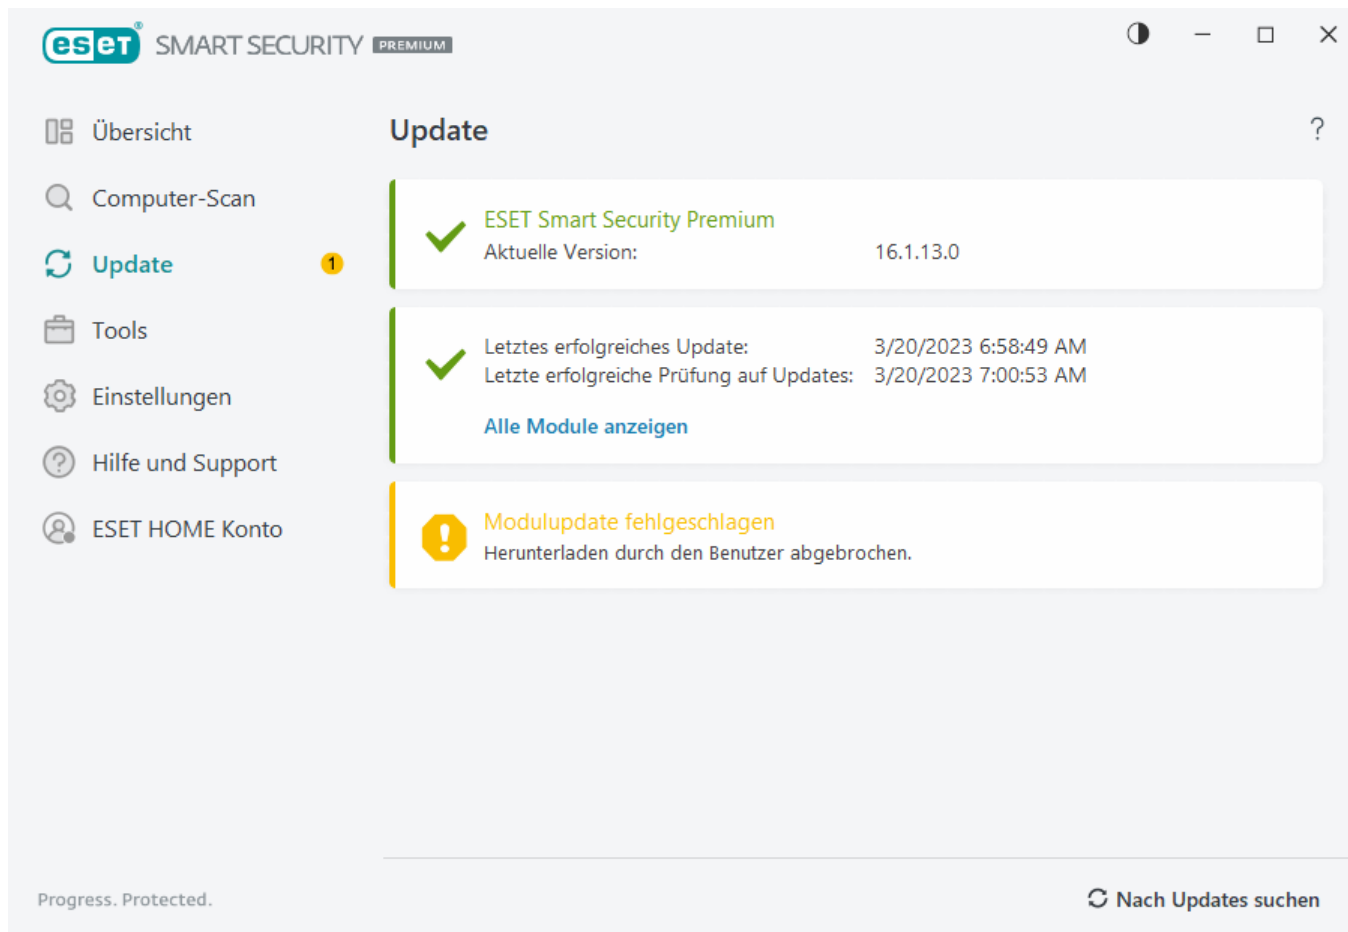 eset® SMART SECURITY PREMIUM
Übersicht
Computer-Scan
Update 1
Tools
Einstellungen
Hilfe und Support
ESET HOME Konto
Update ?
ESET Smart Security Premium
Aktuelle Version: 16.1.13.0
Letztes erfolgreiches Update: 3/20/2023 6:58:49 AM
Letzte erfolgreiche Prüfung auf Updates: 3/20/2023 7:00:53 AM
Alle Module anzeigen
Modulupdate fehlgeschlagen
Herunterladen durch den Benutzer abgebrochen.
Progress. Protected.
Nach Updates suchen